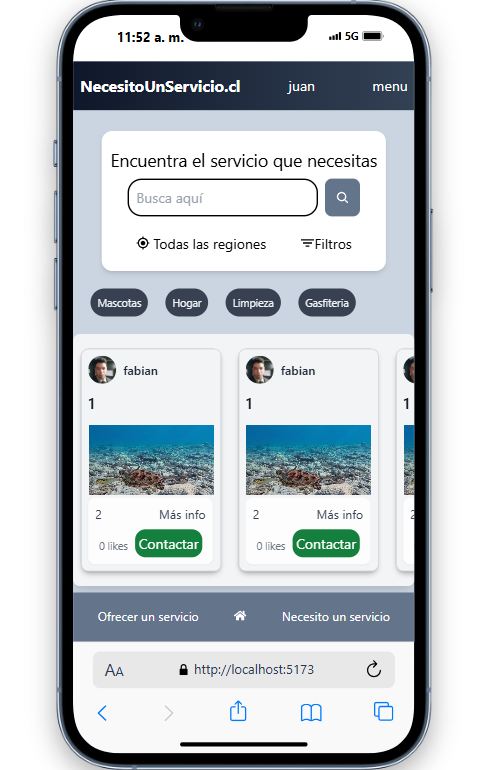 11:52 a. m. 5G
NecesitoUnServicio.cl juan menu
Encuentra el servicio que necesitas
Busca aquí
Todas las regiones Filtros
Mascotas Hogar Limpieza Gasfiteria
fabian fabian
1 1 1
2 Más info 2 Más info 2
0 likes Contactar 0 likes Contactar
Ofrecer un servicio Necesito un servicio
AA http://localhost:5173